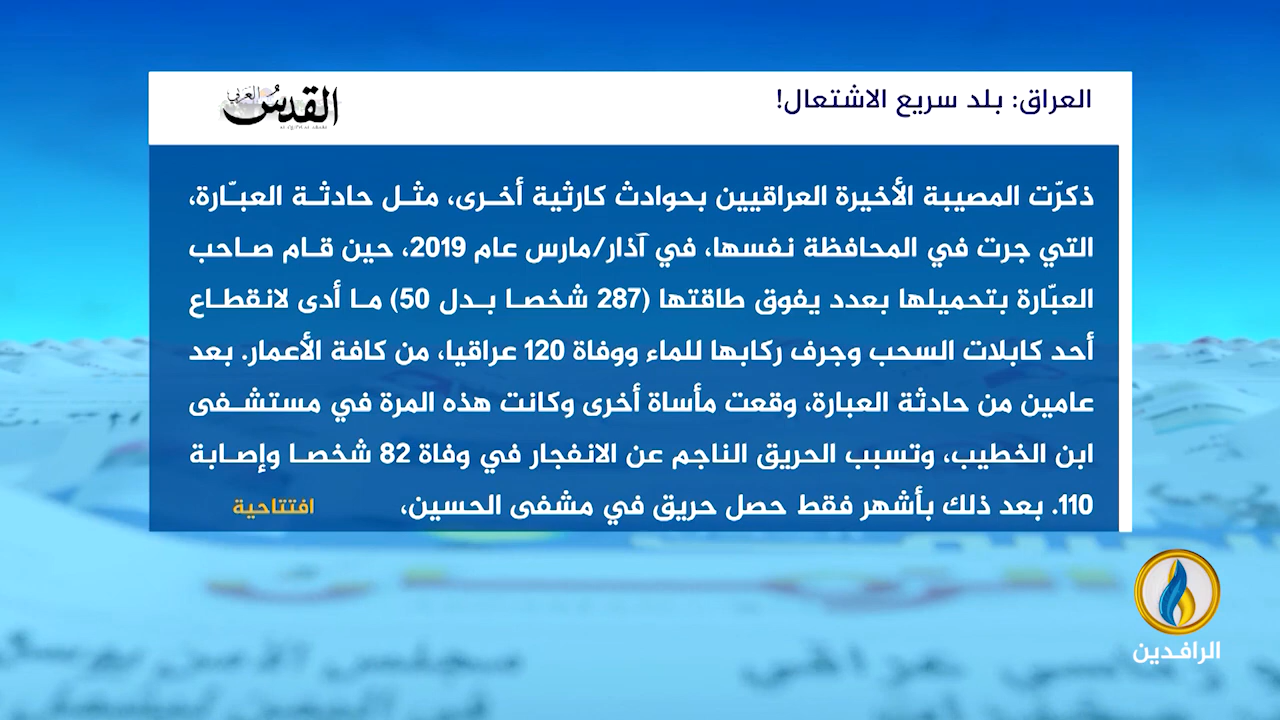 العراق: بلد سريع الاشتعال!
القدس العربي
ذكرّت المصيبة الأخيرة العراقيين بحوادث كارثية أخرى، مثل حادثة العبّارة،
التي جرت في المحافظة نفسها، في آذار/مارس عام 2019، حين قام صاحب
العبّارة بتحميلها بعدد يفوق طاقتها (287 شخصا بدل 50) ما أدى لانقطاع
أحد كابلات السحب وجرف ركابها للماء ووفاة 120 عراقيا، من كافة الأعمار. بعد
عامين من حادثة العبارة، وقعت مأساة أخرى وكانت هذه المرة في مستشفى
ابن الخطيب، وتسبب الحريق الناجم عن الانفجار في وفاة 82 شخصا وإصابة
110. بعد ذلك بأشهر فقط حصل حريق في مشفى الحسين،
افتتاحية
الرافدين
مجلس الأمن